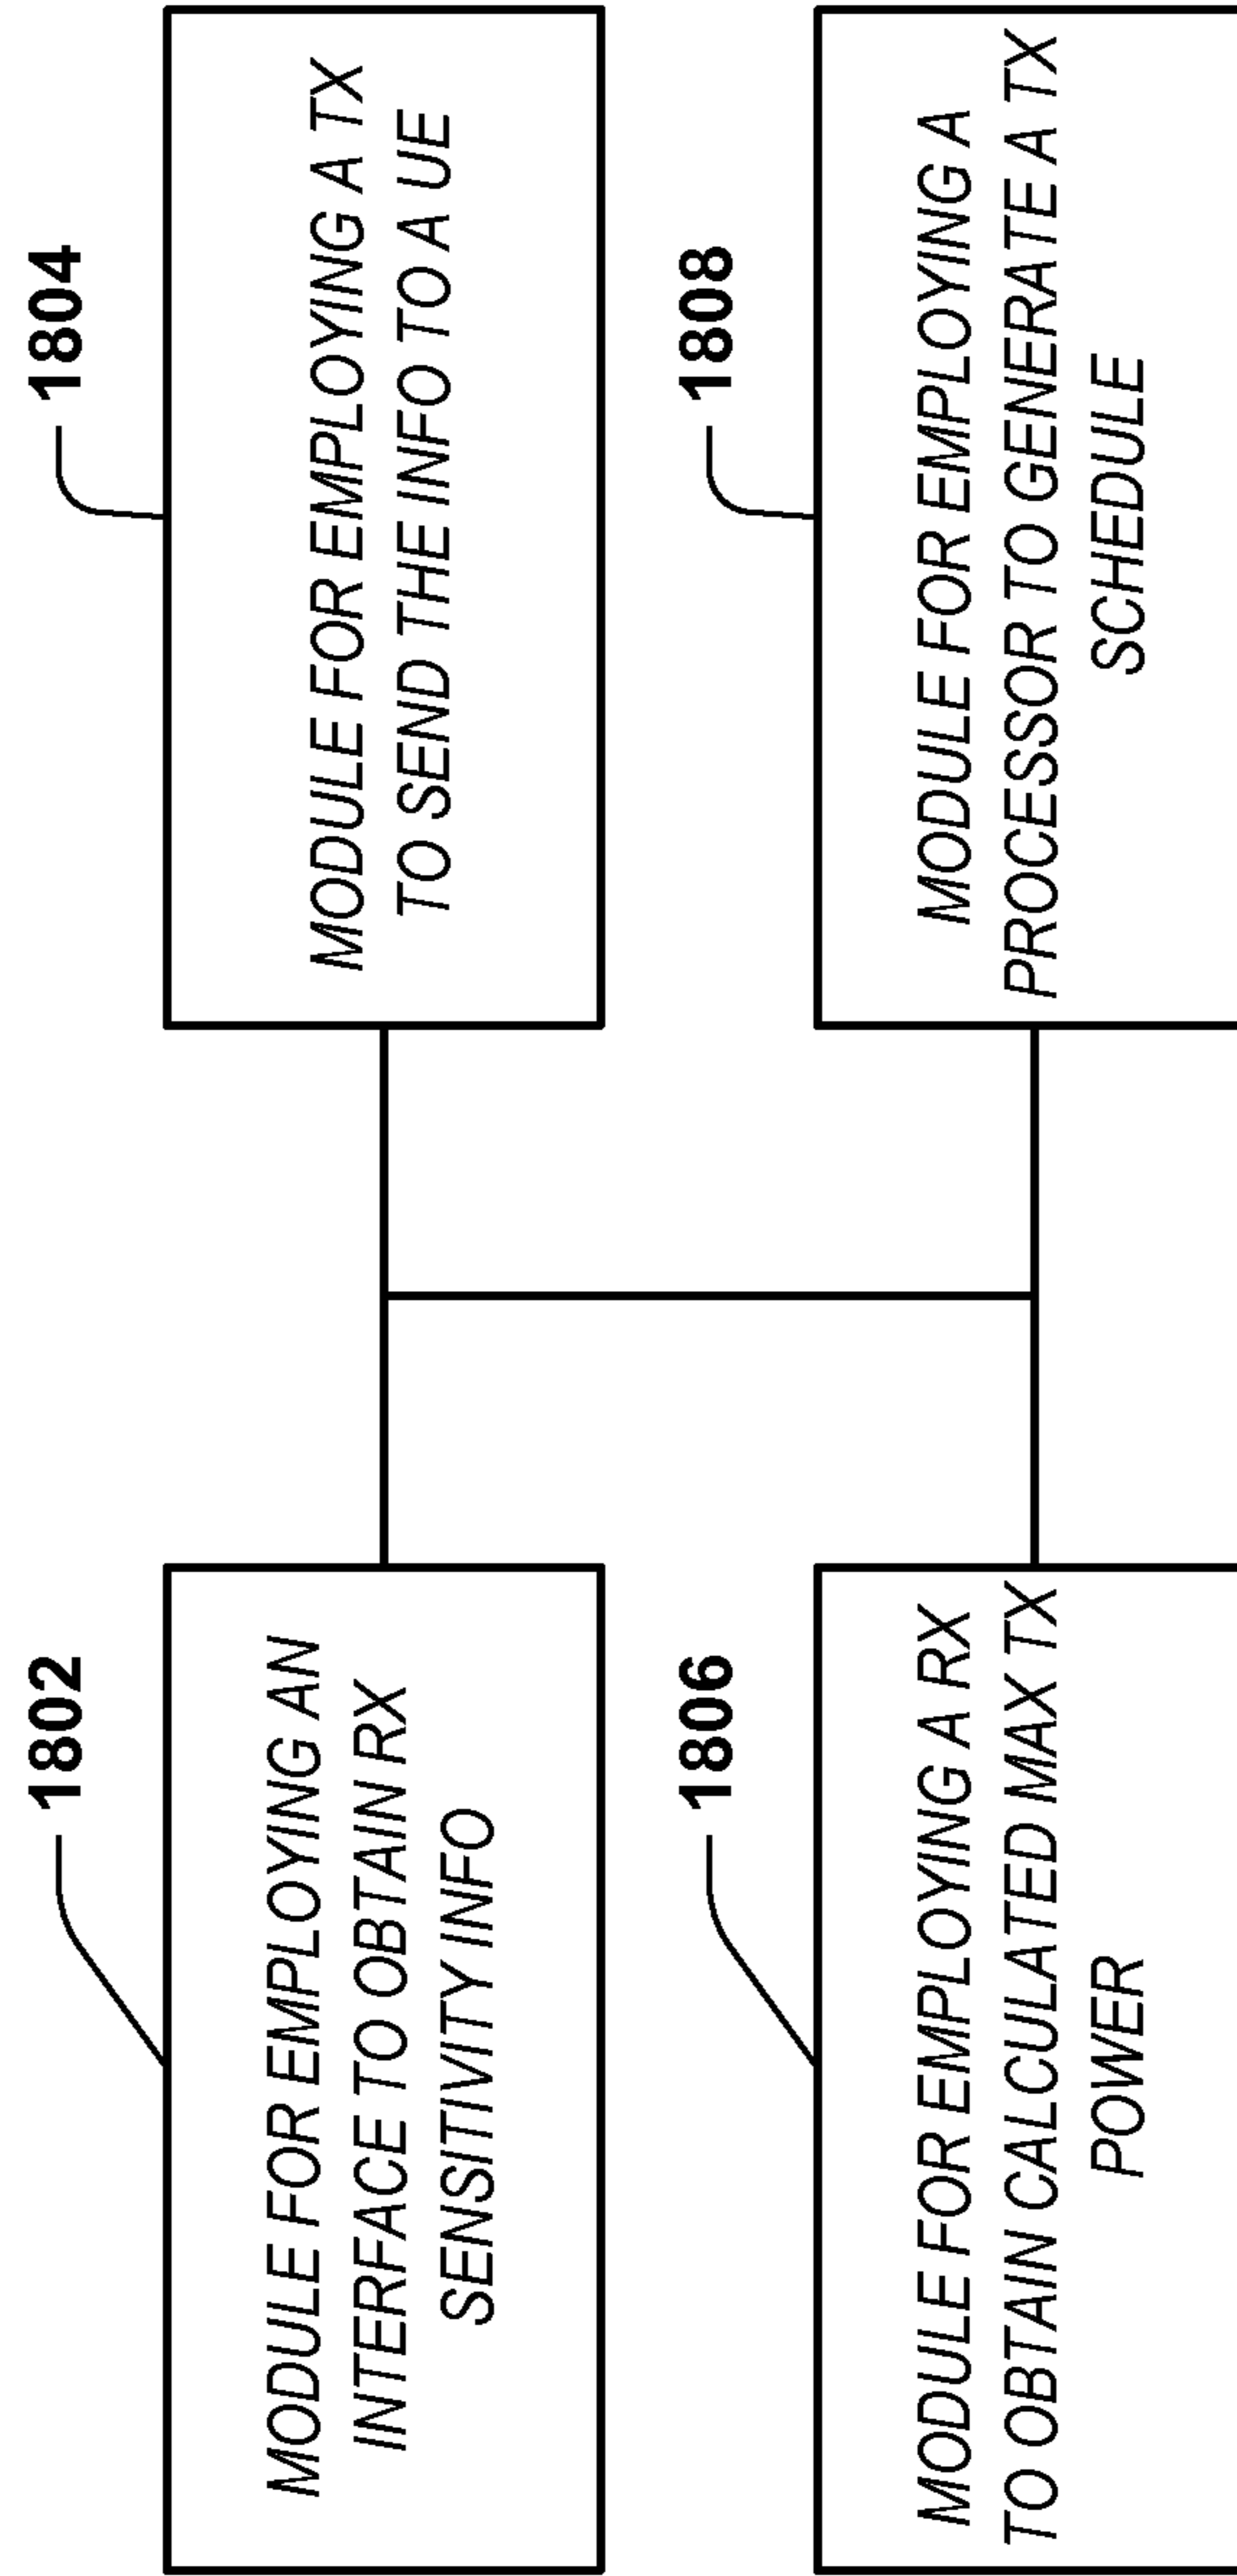 1802
MODULE FOR EMPLOYING AN
INTERFACE TO OBTAIN RX
SENSITIVITY INFO
1804
MODULE FOR EMPLOYING A TX
TO SEND THE INFO TO A UE
1806
MODULE FOR EMPLOYING A RX
TO OBTAIN CALCULATED MAX TX
POWER
1808
MODULE FOR EMPLOYING A
PROCESSOR TO GENERATE A TX
SCHEDULE